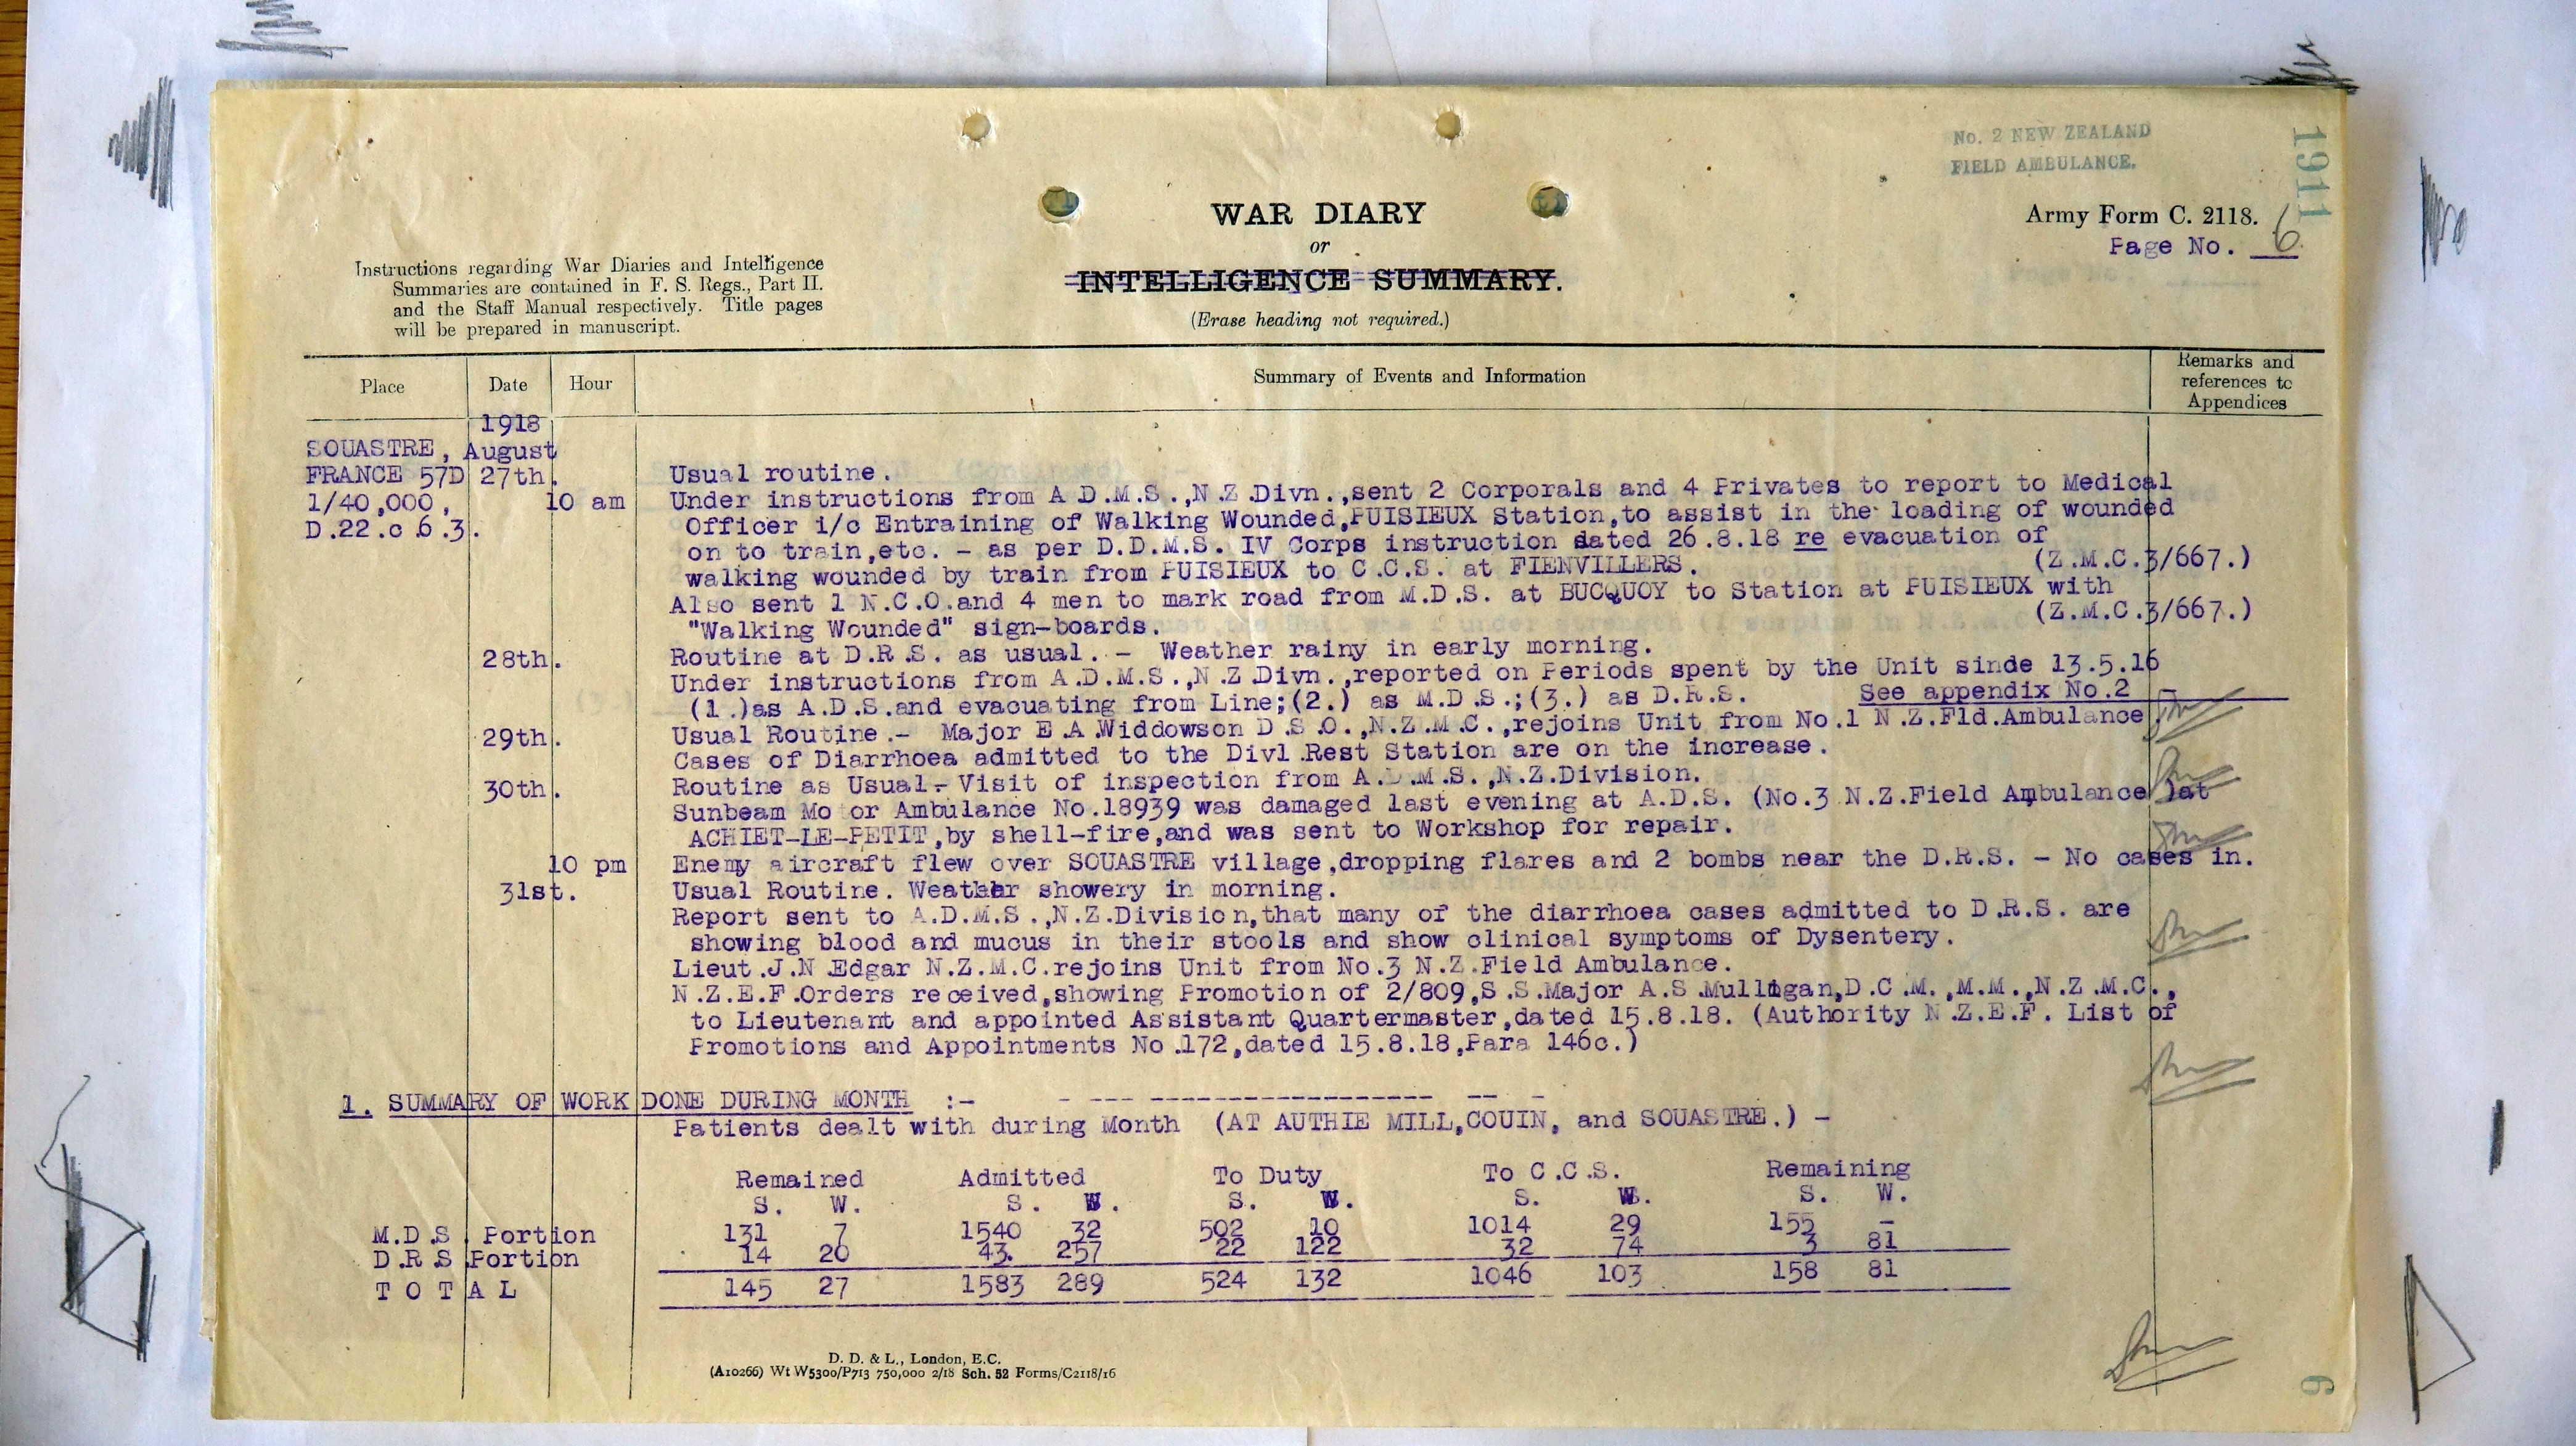 No. 2 NEW ZEALAND
FIELD AMBULANCE.
1911
WAR DIARY
or
INTELLIGENCE SUMMARY.
(Erase heading not required.)
Army Form C. 2118.
Page No. 6
Instructions regarding War Diaries and Intelligence
Summaries are contained in F. S. Regs., Part II.
and the Staff Manual respectively. Title pages
will be prepared in manuscript.
Place Date Hour Summary of Events and Information Remarks and
references to
Appendices
1918
SOUASTRE, August
FRANCE 57D 27th. Usual routine.
1/40,000, 10 am Under instructions from A D.M.S.,N.Z.Divn.,sent 2 Corporals and 4 Privates to report to Medical
D.22.c 6.3. Officer i/c Entraining of Walking Wounded,PUISIEUX Station,to assist in the loading of wounded
on to train,etc. - as per D.D.M.S. IV Corps instruction dated 26.8.18 re evacuation of
walking wounded by train from PUISIEUX to C.C.S. at FIENVILLERS. (Z.M.C.3/667.)
Also sent 1 N.C.O.and 4 men to mark road from M.D.S. at BUCQUOY to Station at PUISIEUX with
"Walking Wounded" sign-boards. (Z.M.C.3/667.)
28th. Routine at D.R.S. as usual. - Weather rainy in early morning.
Under instructions from A.D.M.S.,N.Z.Divn.,reported on Periods spent by the Unit sinde 13.5.16
(1.)as A.D.S.and evacuating from Line;(2.) as M.D.S.;(3.) as D.R.S. See appendix No.2
29th. Usual Routine.- Major E.A.Widdowson D.S.O.,N.Z.M.C.,rejoins Unit from No.1 N.Z.Fld.Ambulance.
Cases of Diarrhoea admitted to the Divl.Rest Station are on the increase.
30th. Routine as Usual.- Visit of inspection from A.D.M.S.,N.Z.Division.
Sunbeam Motor Ambulance No.18939 was damaged last evening at A.D.S. (No.3 N.Z.Field Ambulance )at
ACHIET-LE-PETIT,by shell-fire,and was sent to Workshop for repair.
10 pm Enemy aircraft flew over SOUASTRE village,dropping flares and 2 bombs near the D.R.S. - No cases in.
31st. Usual Routine. Weather showery in morning.
Report sent to A.D.M.S.,N.Z.Division,that many of the diarrhoea cases admitted to D.R.S. are
showing blood and mucus in their stools and show clinical symptoms of Dysentery.
Lieut.J.N.Edgar N.Z.M.C.rejoins Unit from No.3 N.Z.Field Ambulance.
N.Z.E.F.Orders received,showing Promotion of 2/809,S.S.Major A.S.Mulligan,D.C.M.,M.M.,N.Z.M.C.,
to Lieutenant and appointed Assistant Quartermaster,dated 15.8.18. (Authority N.Z.E.F. List of
Promotions and Appointments No.172,dated 15.8.18,Para 146c.)
1. SUMMARY OF WORK DONE DURING MONTH :-
Patients dealt with during Month (AT AUTHIE MILL,COUIN, and SOUASTRE.) -
Remained Admitted To Duty To C.C.S. Remaining
S. W. S. W. S. W. S. W. S. W.
M.D.S. Portion 131 7 1540 32 502 10 1014 29 155 -
D.R.S Portion 14 20 43. 257 22 122 32 74 3 81
T O T A L 145 27 1583 289 524 132 1046 103 158 81
D. D. & L., London, E.C.
(A10266) Wt W5300/P713 750,000 2/18 Sch. 52 Forms/C2118/16
6